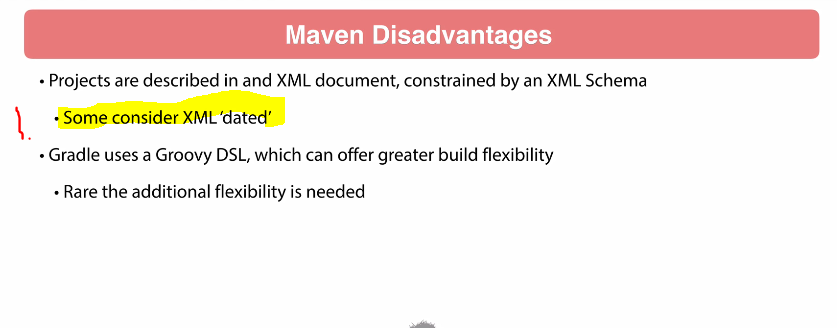 Maven Disadvantages
• Projects are described in and XML document, constrained by an XML Schema
• Some consider XML 'dated'
1.
• Gradle uses a Groovy DSL, which can offer greater build flexibility
• Rare the additional flexibility is needed